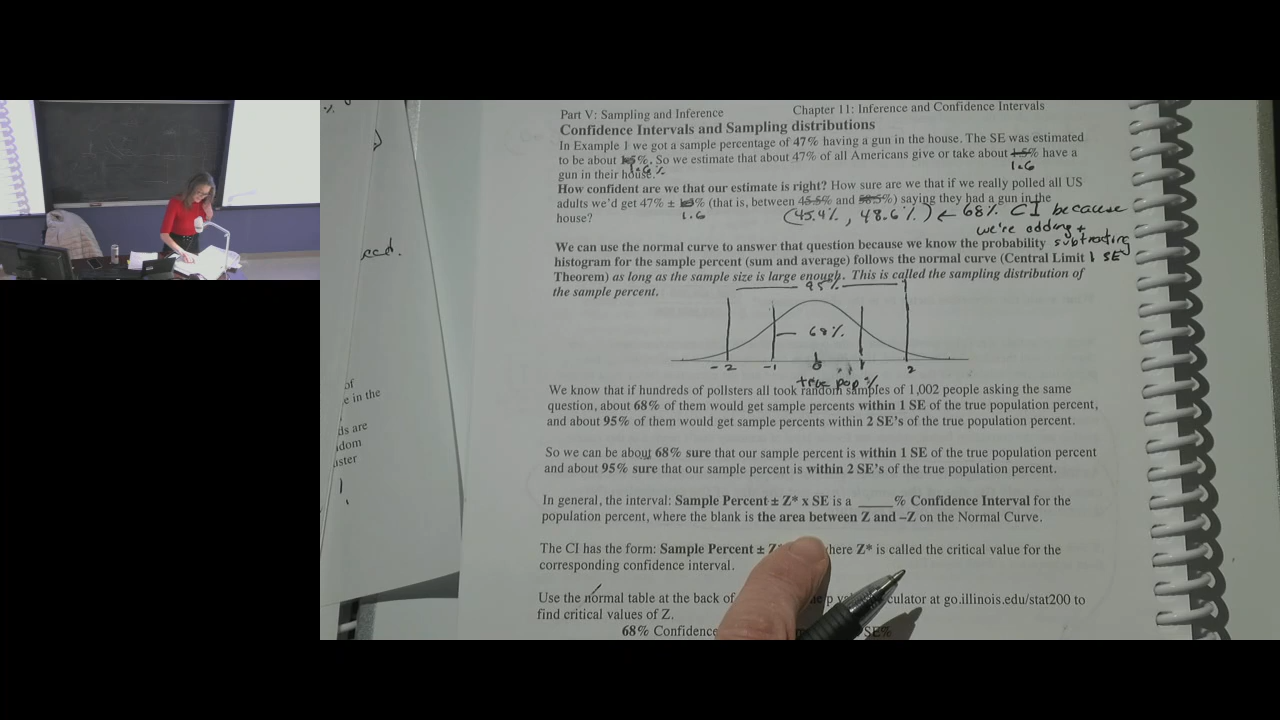 Part V: Sampling and Inference
Chapter 11: Inference and Confidence Intervals
Confidence Intervals and Sampling distributions
In Example 1 we got a sample percentage of 47% having a gun in the house. The SE was estimated
to be about 1.5%. So we estimate that about 47% of all Americans give or take about 1.5% have a
1.6%
1.6
gun in their house.
How confident are we that our estimate is right? How sure are we that if we really polled all US
adults we'd get 47% ± % (that is, between 45.5% and %) saying they had a gun in the
1.6
house?
(45.4%, 48.6%) ← 68% CI because
we're adding +
subtracting
1 SE
We can use the normal curve to answer that question because we know the probability
histogram for the sample percent (sum and average) follows the normal curve (Central Limit
Theorem) as long as the sample size is large enough. This is called the sampling distribution of
the sample percent.
95%
68%
-2 -1 0 1 2
true pop %
We know that if hundreds of pollsters all took random samples of 1,002 people asking the same
question, about 68% of them would get sample percents within 1 SE of the true population percent,
and about 95% of them would get sample percents within 2 SE's of the true population percent.
So we can be about 68% sure that our sample percent is within 1 SE of the true population percent
and about 95% sure that our sample percent is within 2 SE's of the true population percent.
In general, the interval: Sample Percent ± Z* x SE is a ____% Confidence Interval for the
population percent, where the blank is the area between Z and –Z on the Normal Curve.
The CI has the form: Sample Percent ± Z where Z* is called the critical value for the
corresponding confidence interval.
Use the normal table at the back of p culator at go.illinois.edu/stat200 to
find critical values of Z.
68% Confidence SE%
of
e in the
ds are
dom